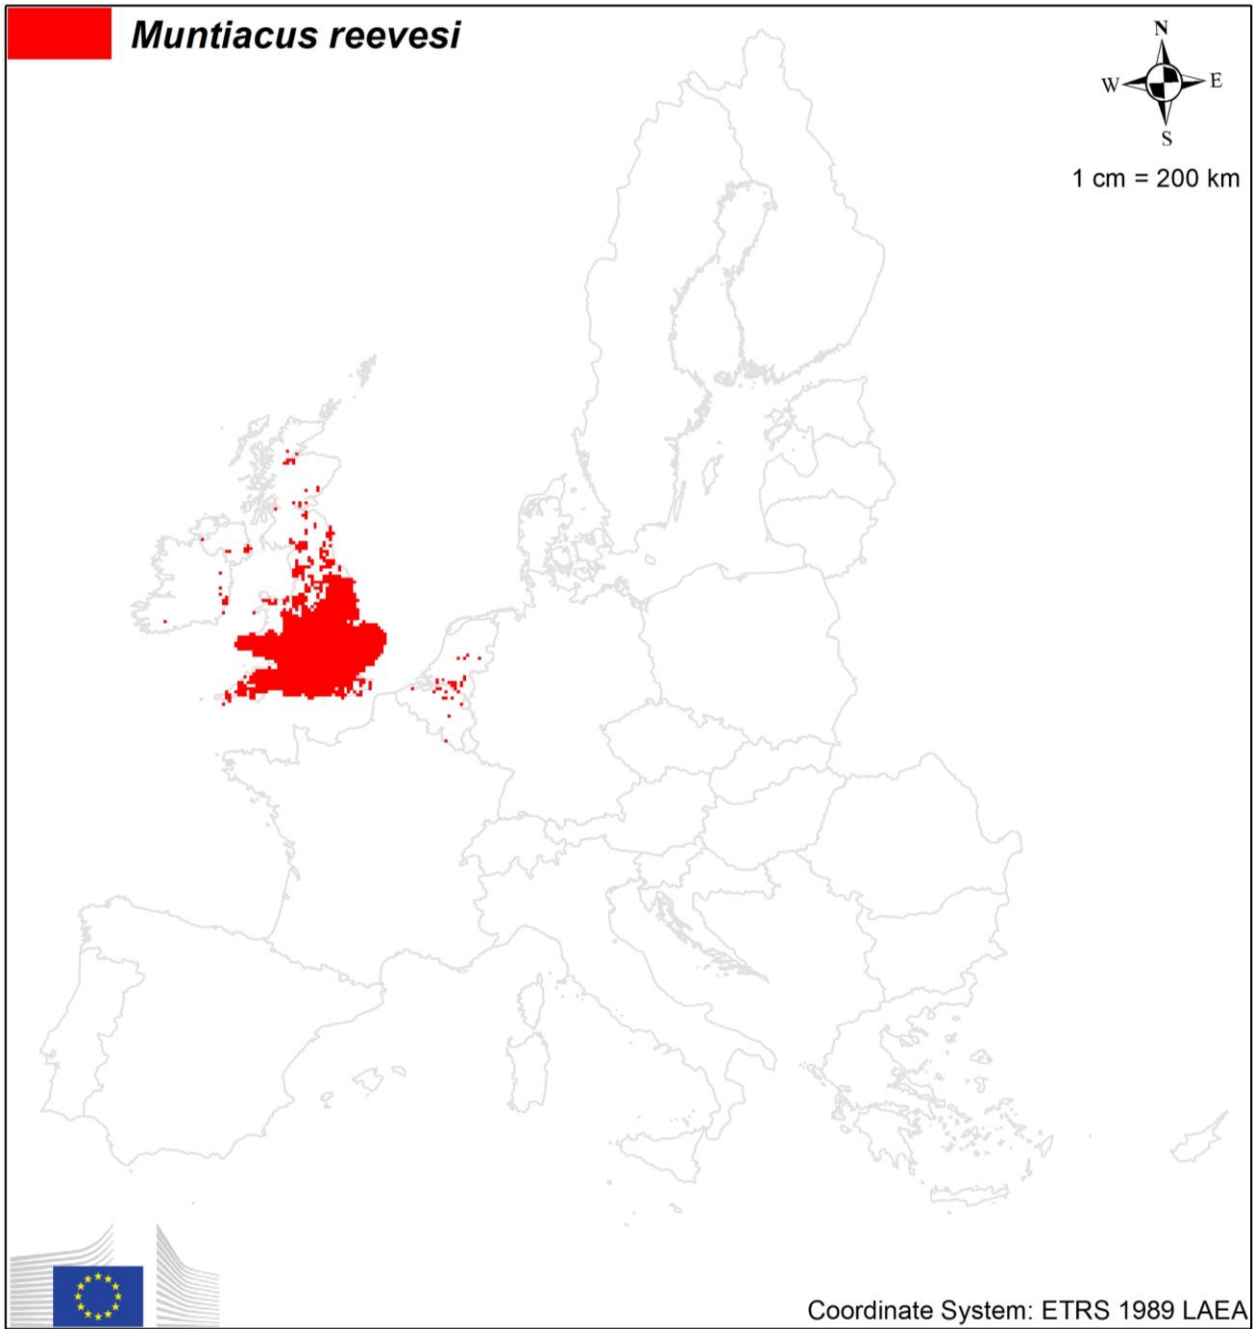 Muntiacus reevesi
N
W E
S
1 cm = 200 km
Coordinate System: ETRS 1989 LAEA